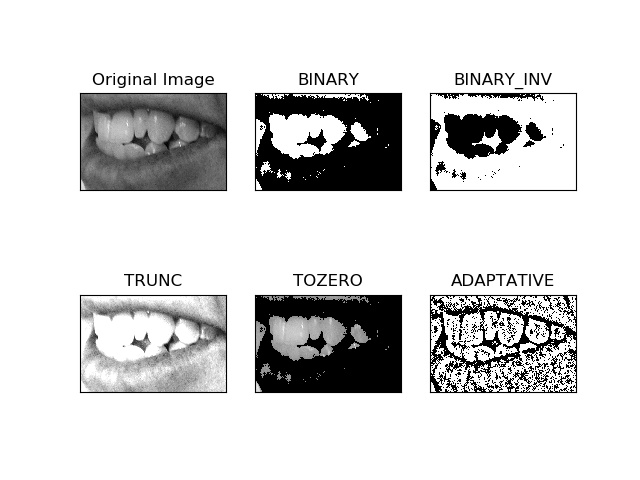 Original Image
BINARY
BINARY_INV
TRUNC
TOZERO
ADAPTATIVE